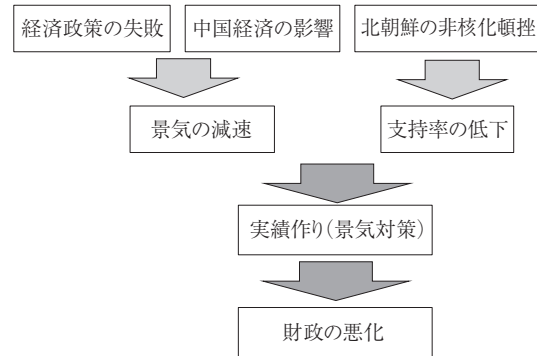 経済政策の失敗
中国経済の影響
北朝鮮の非核化頓挫
景気の減速
支持率の低下
実績作り（景気対策）
財政の悪化